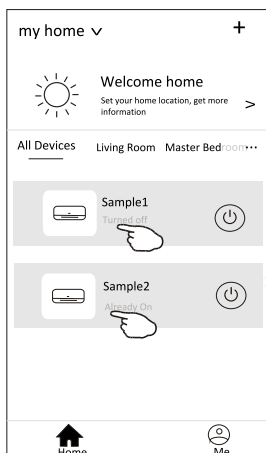 my home
Welcome home
Set your home location, get more
information
All Devices Living Room Master Bedroom
Sample1
Turned off
Sample2
Already On
Home Me